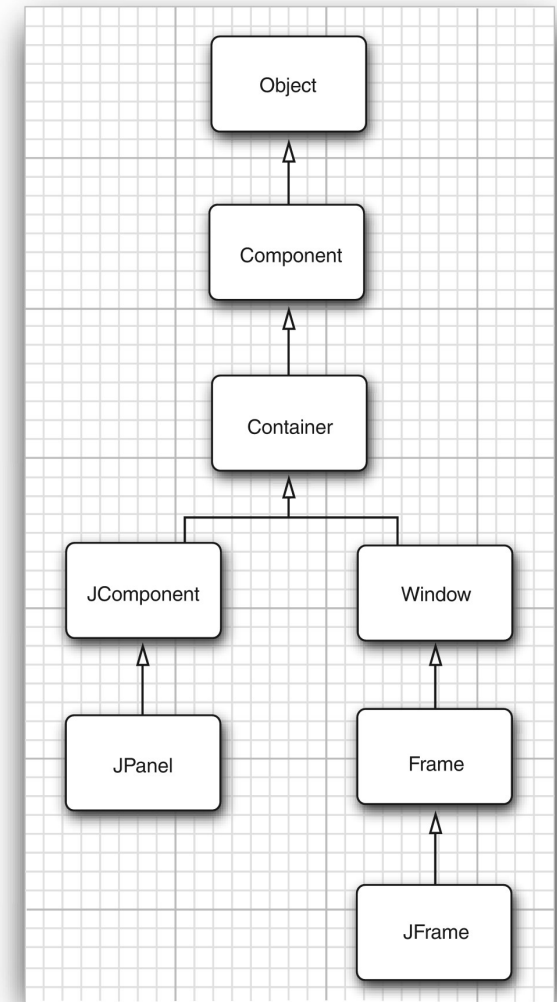 Object
Component
Container
JComponent
Window
JPanel
Frame
JFrame